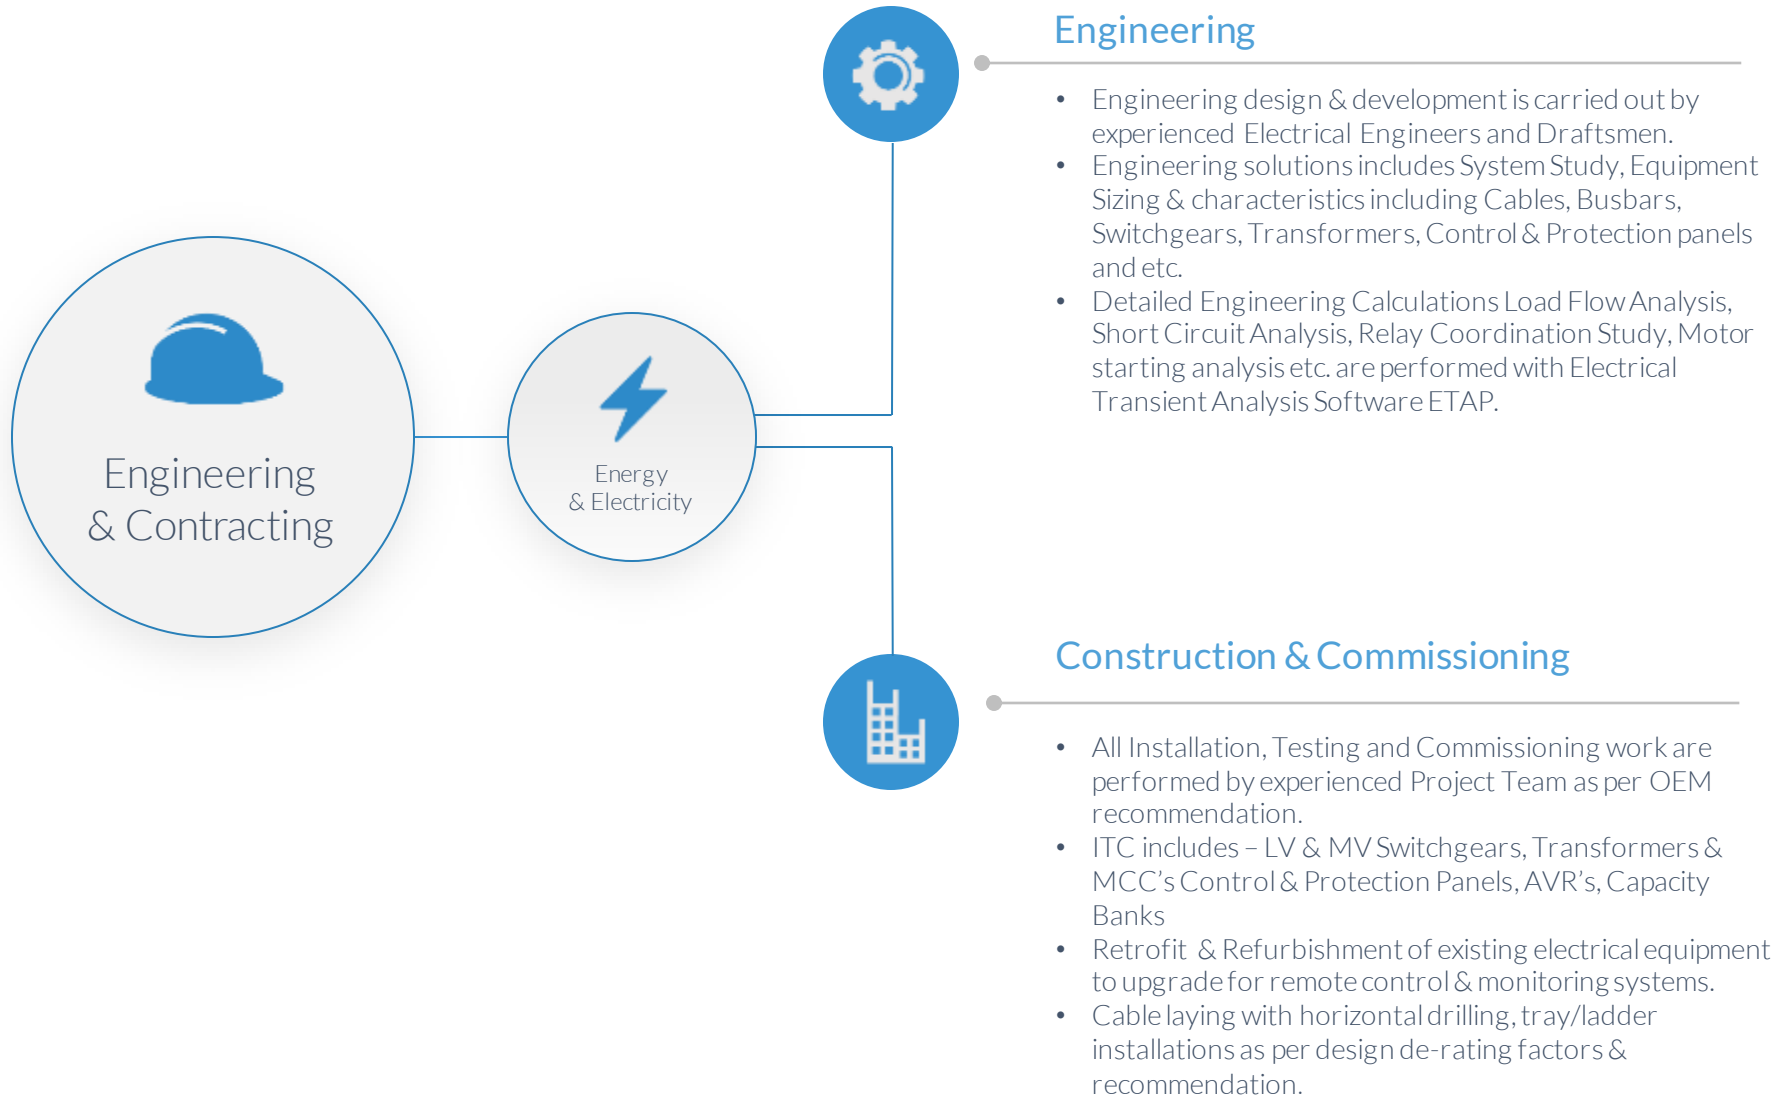 Engineering
& Contracting
Energy
& Electricity
Engineering
• Engineering design & development is carried out by
experienced Electrical Engineers and Draftsmen.
• Engineering solutions includes System Study, Equipment
Sizing & characteristics including Cables, Busbars,
Switchgears, Transformers, Control & Protection panels
and etc.
• Detailed Engineering Calculations Load Flow Analysis,
Short Circuit Analysis, Relay Coordination Study, Motor
starting analysis etc. are performed with Electrical
Transient Analysis Software ETAP.
Construction & Commissioning
• All Installation, Testing and Commissioning work are
performed by experienced Project Team as per OEM
recommendation.
• ITC includes – LV & MV Switchgears, Transformers &
MCC’s Control & Protection Panels, AVR’s, Capacity
Banks
• Retrofit & Refurbishment of existing electrical equipment
to upgrade for remote control & monitoring systems.
• Cable laying with horizontal drilling, tray/ladder
installations as per design de-rating factors &
recommendation.